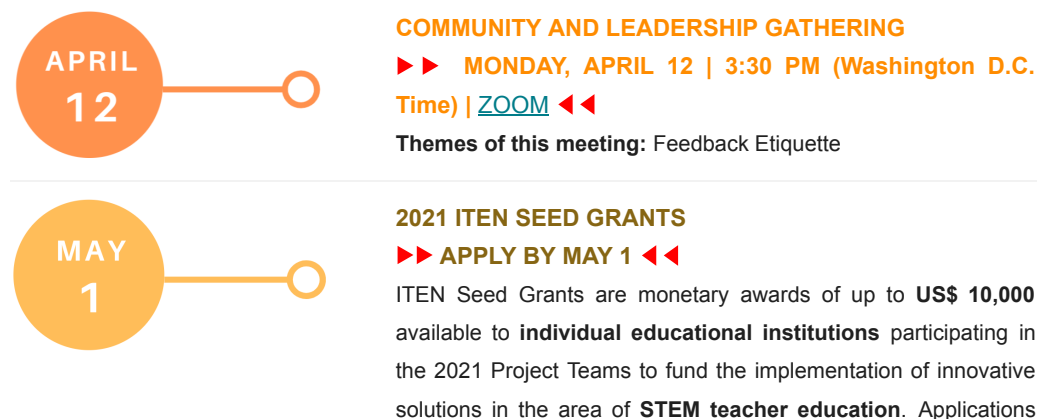 APRIL
12
COMMUNITY AND LEADERSHIP GATHERING
▶▶ MONDAY, APRIL 12 | 3:30 PM (Washington D.C.
Time) | ZOOM ◀◀
Themes of this meeting: Feedback Etiquette
MAY
1
2021 ITEN SEED GRANTS
▶▶ APPLY BY MAY 1 ◀◀
ITEN Seed Grants are monetary awards of up to US$ 10,000
available to individual educational institutions participating in
the 2021 Project Teams to fund the implementation of innovative
solutions in the area of STEM teacher education. Applications